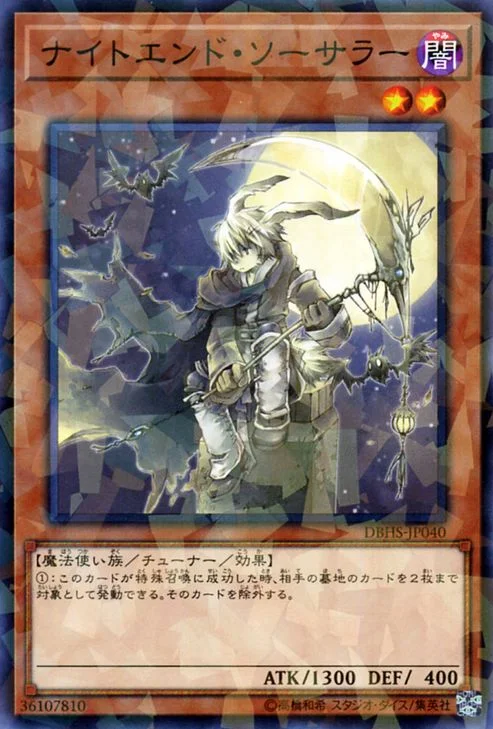 ナイトエンド・ソーサラー
闇
DBHS-JP040
【魔法使い族／チューナー／効果】
①:このカードが特殊召喚に成功した時、相手の墓地のカードを２枚まで
対象として発動できる。そのカードを除外する。
ATK/1300 DEF/ 400
36107810
©高橋和希 スタジオ・ダイス/集英社